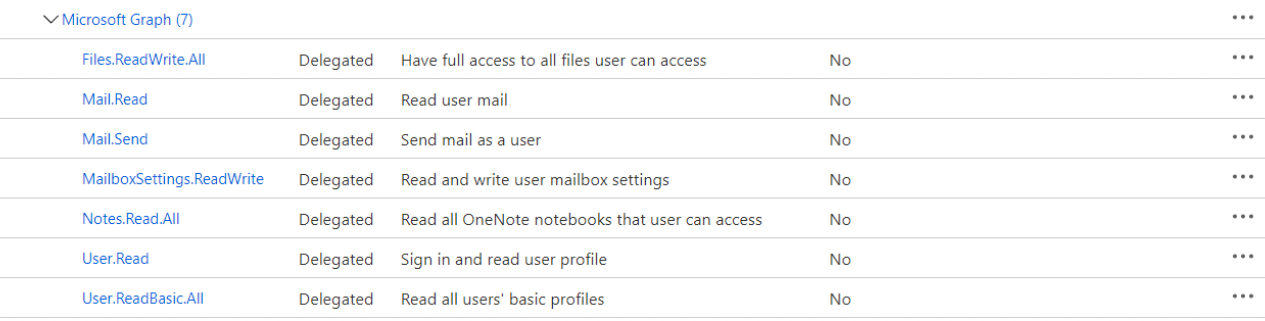 Microsoft Graph (7)
Files.ReadWrite.All Delegated Have full access to all files user can access No
Mail.Read Delegated Read user mail No
Mail.Send Delegated Send mail as a user No
MailboxSettings.ReadWrite Delegated Read and write user mailbox settings No
Notes.Read.All Delegated Read all OneNote notebooks that user can access No
User.Read Delegated Sign in and read user profile No
User.ReadBasic.All Delegated Read all users' basic profiles No